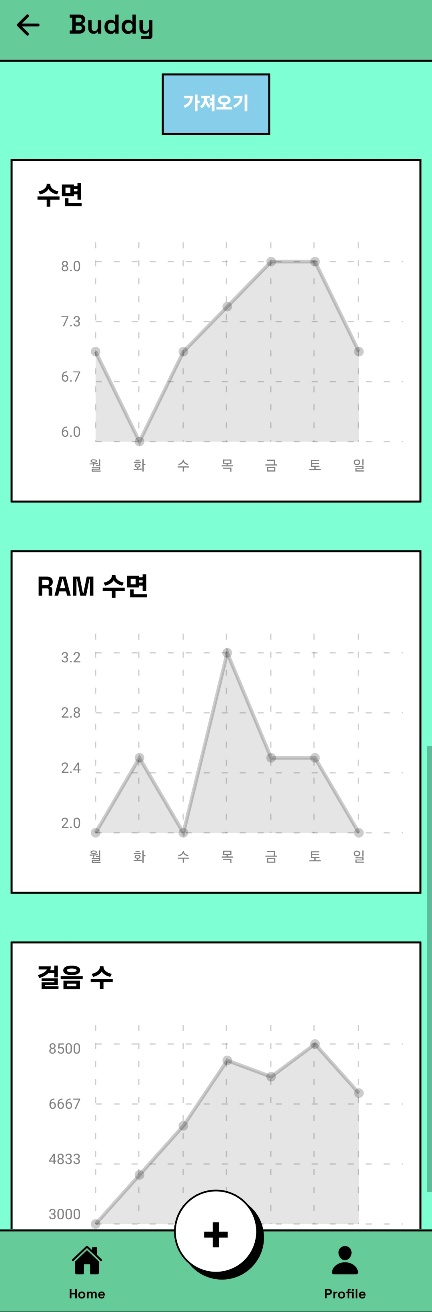 Buddy
가져오기
수면
8.0
7.3
6.7
6.0
월 화 수 목 금 토 일
RAM 수면
3.2
2.8
2.4
2.0
월 화 수 목 금 토 일
걸음 수
8500
6667
4833
3000
+
Home Profile